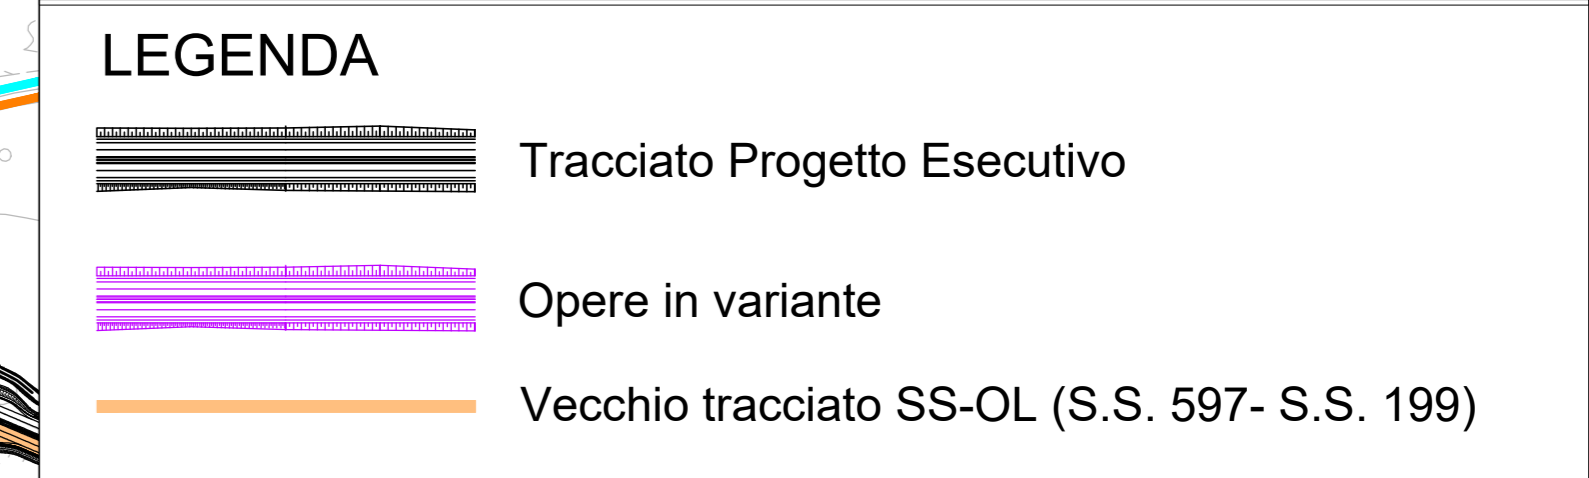 LEGENDA
Tracciato Progetto Esecutivo
Opere in variante
Vecchio tracciato SS-OL (S.S. 597- S.S. 199)